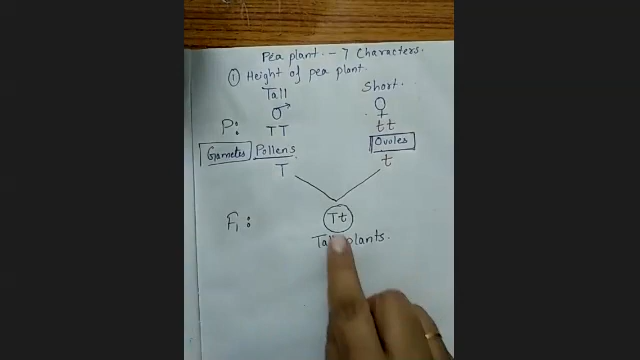 Pea plant - 7 Characters.
① Height of pea plant.
Tall Short
♂ ♀
P: TT tt
Gametes Pollens Ovules
T t
F₁: Tt
Tall plants.